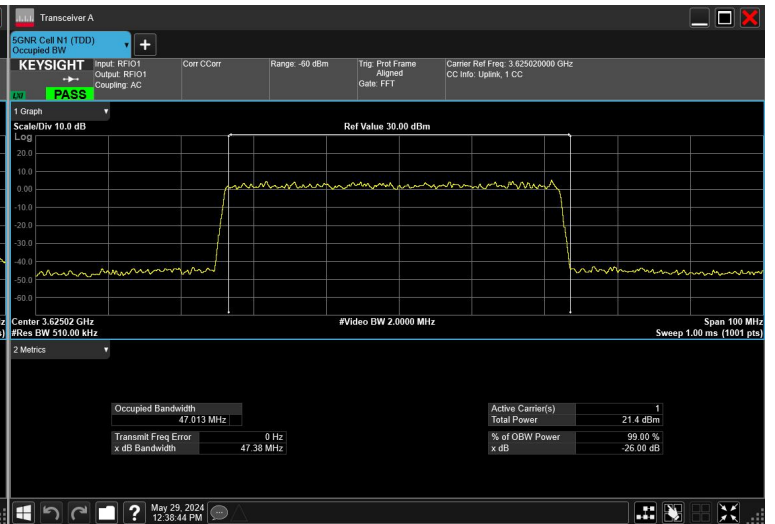 Transceiver A
5GNR Cell N1 (TDD)
Occupied BW
+
KEYSIGHT
LXI
PASS
Input: RFIO1
Output: RFIO1
Coupling: AC
Corr CCorr
Range: -60 dBm
Trig: Prot Frame
Aligned
Gate: FFT
Carrier Ref Freq: 3.625020000 GHz
CC Info: Uplink, 1 CC
1 Graph
Scale/Div 10.0 dB
Ref Value 30.00 dBm
Log
20.0
10.0
0.00
-10.0
-20.0
-30.0
-40.0
-50.0
-60.0
Center 3.62502 GHz
#Video BW 2.0000 MHz
Span 100 MHz
#Res BW 510.00 kHz
Sweep 1.00 ms (1001 pts)
2 Metrics
Occupied Bandwidth
47.013 MHz
Transmit Freq Error 0 Hz
x dB Bandwidth 47.38 MHz
Active Carrier(s) 1
Total Power 21.4 dBm
% of OBW Power 99.00 %
x dB -26.00 dB
?
May 29, 2024
12:38:44 PM